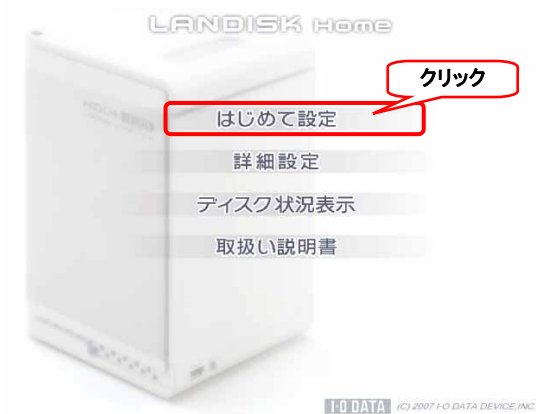 LANDISK Home
クリック
はじめて設定
詳細設定
ディスク状況表示
取扱い説明書
I-O DATA (C) 2007 I-O DATA DEVICE,INC.